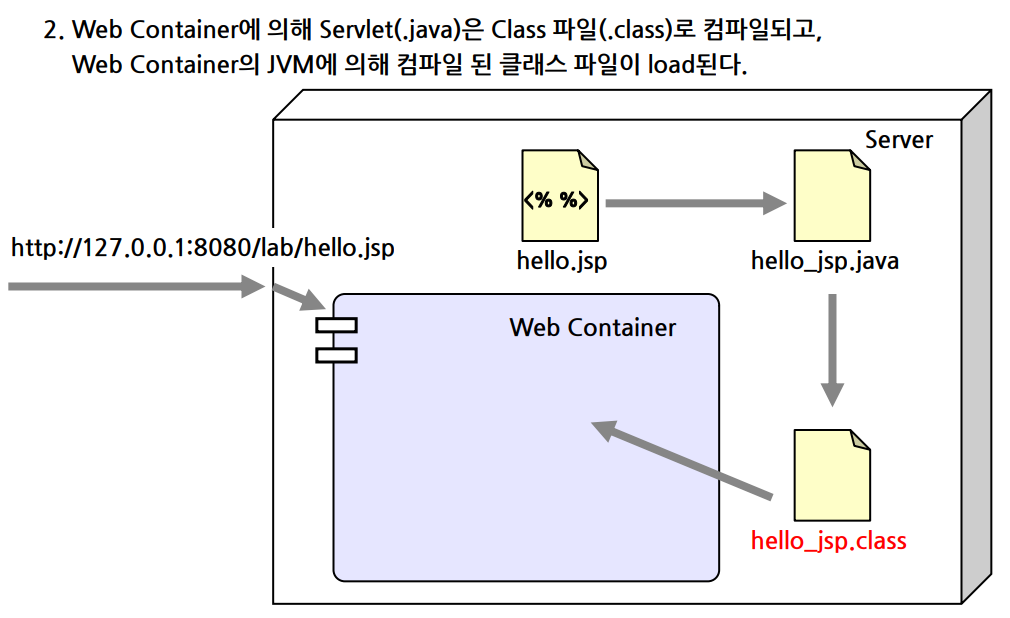 2. Web Container에 의해 Servlet(.java)은 Class 파일(.class)로 컴파일되고,
Web Container의 JVM에 의해 컴파일 된 클래스 파일이 load된다.
Server
<% %>
http://127.0.0.1:8080/lab/hello.jsp
hello.jsp
hello_jsp.java
Web Container
hello_jsp.class